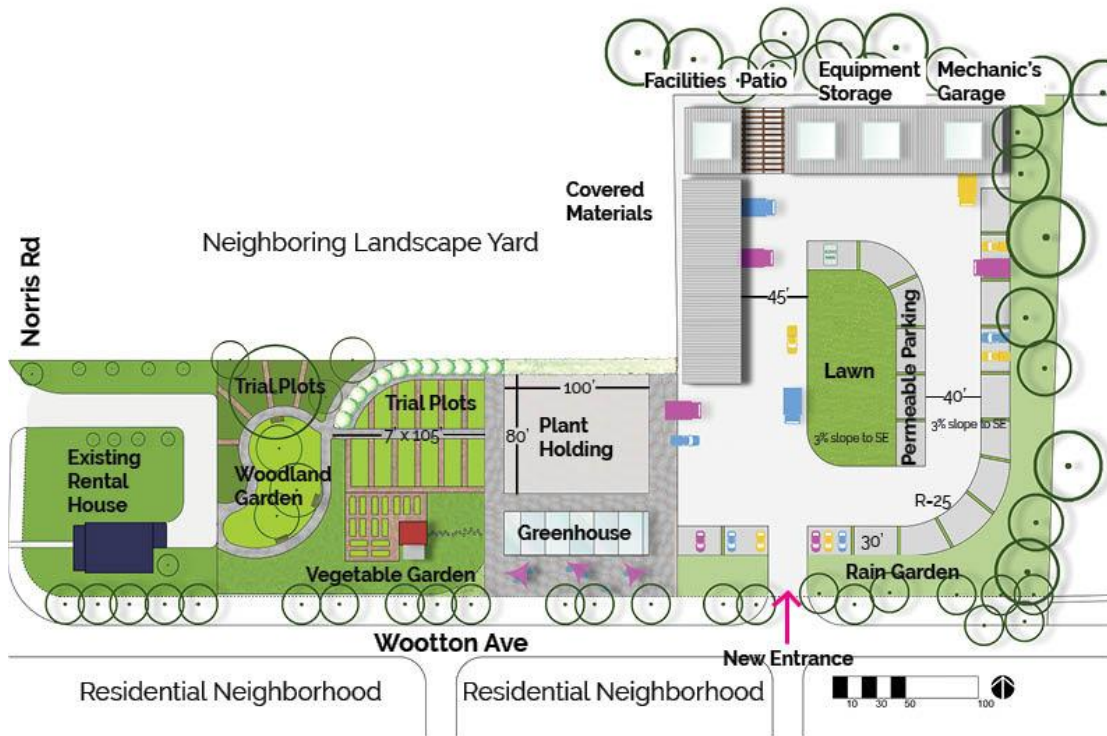 Facilities
Patio
Equipment
Storage
Mechanic's
Garage
Covered
Materials
Neighboring Landscape Yard
Norris Rd
45'
Permeable Parking
Lawn
40'
3% slope to SE
3% slope to SE
Trial Plots
Trial Plots
7' x 105'
100'
80'
Plant
Holding
Existing
Rental
House
Woodland
Garden
R-25
Greenhouse
30'
Vegetable Garden
Rain Garden
Wootton Ave
New Entrance
Residential Neighborhood
Residential Neighborhood
10 30 50 100